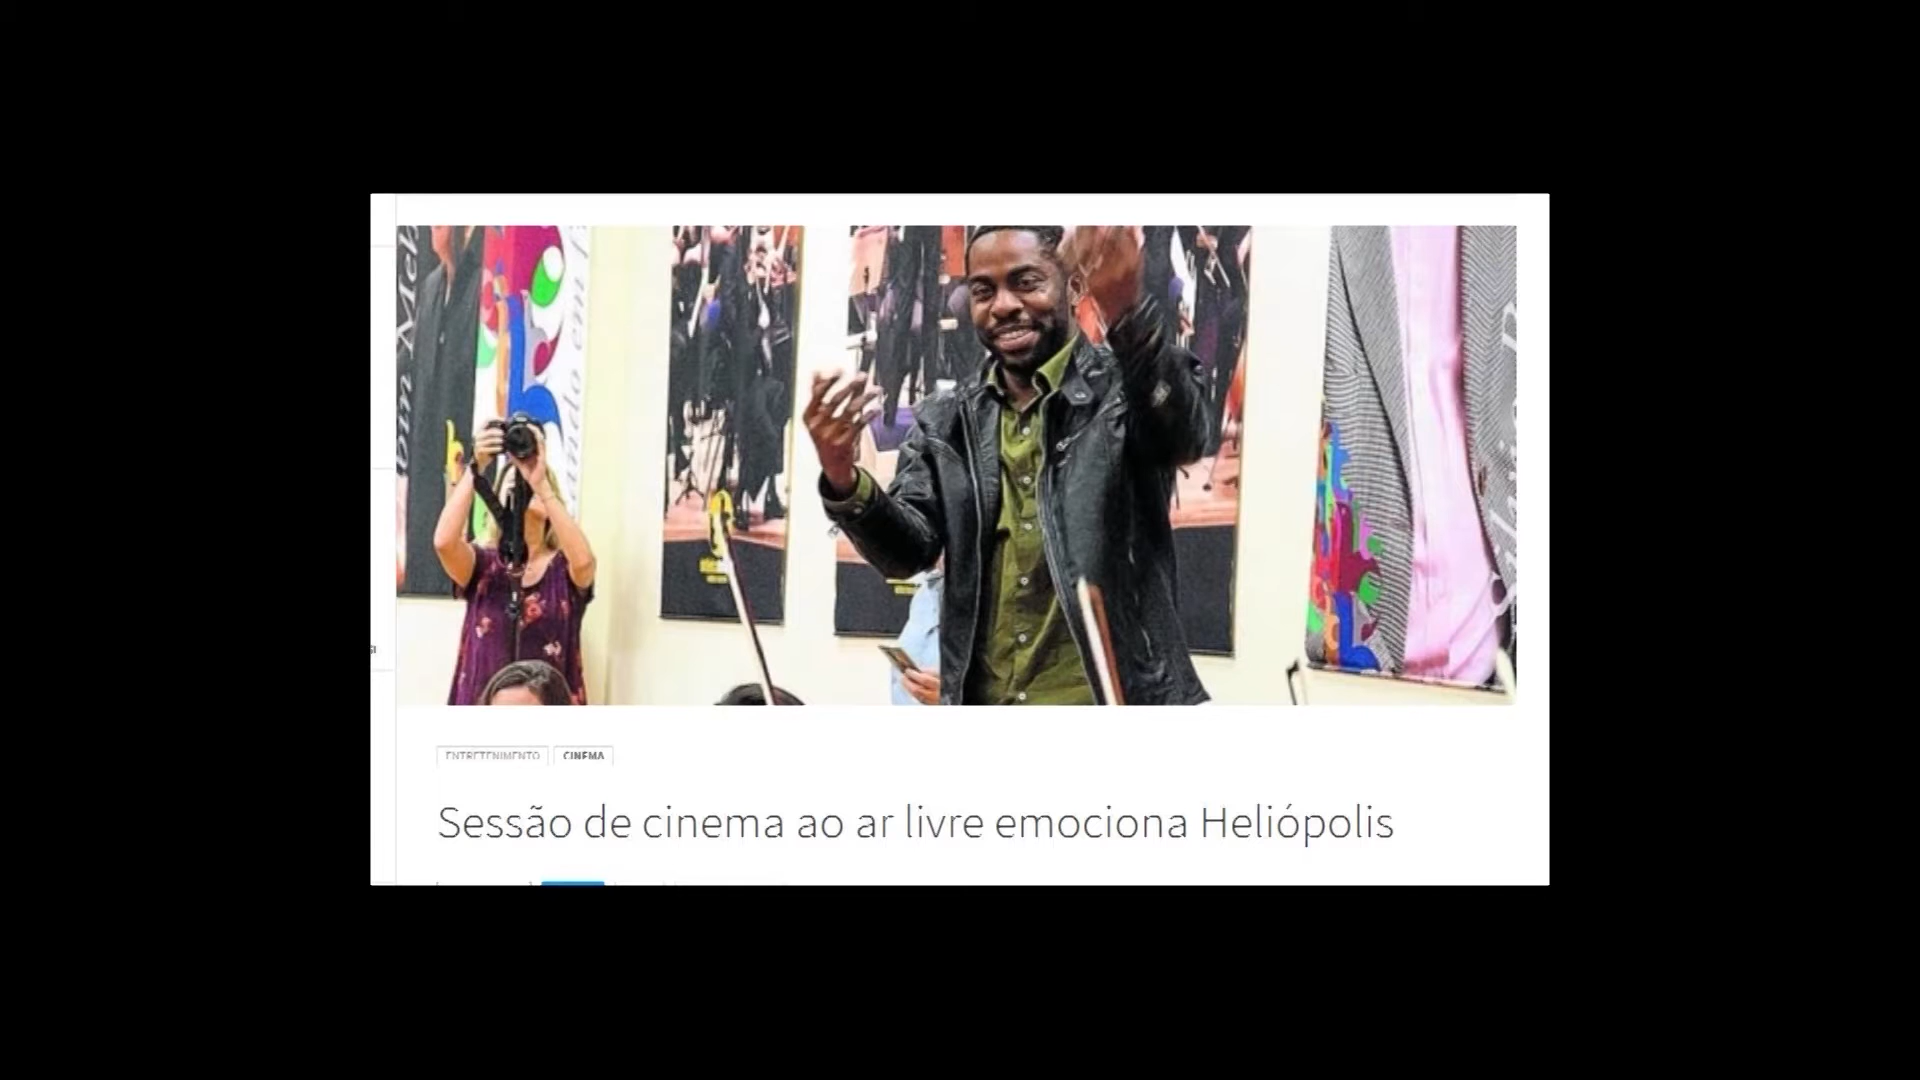 ENTRETENIMENTO CINEMA
Sessão de cinema ao ar livre emociona Heliópolis